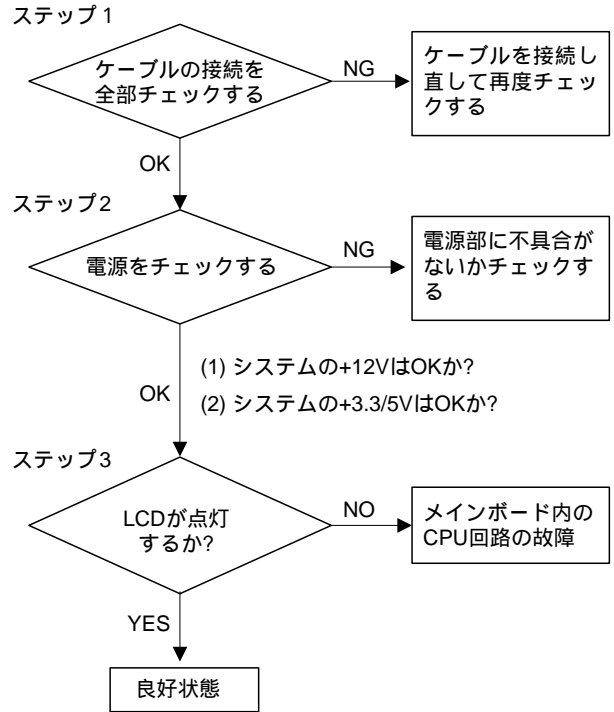 ステップ1
ケーブルの接続を
全部チェックする
NG
ケーブルを接続し
直して再度チェッ
クする
OK
ステップ2
電源をチェックする
NG
電源部に不具合が
ないかチェックす
る
OK
(1) システムの+12VはOKか?
(2) システムの+3.3/5VはOKか?
ステップ3
LCDが点灯
するか?
NO
メインボード内の
CPU回路の故障
YES
良好状態